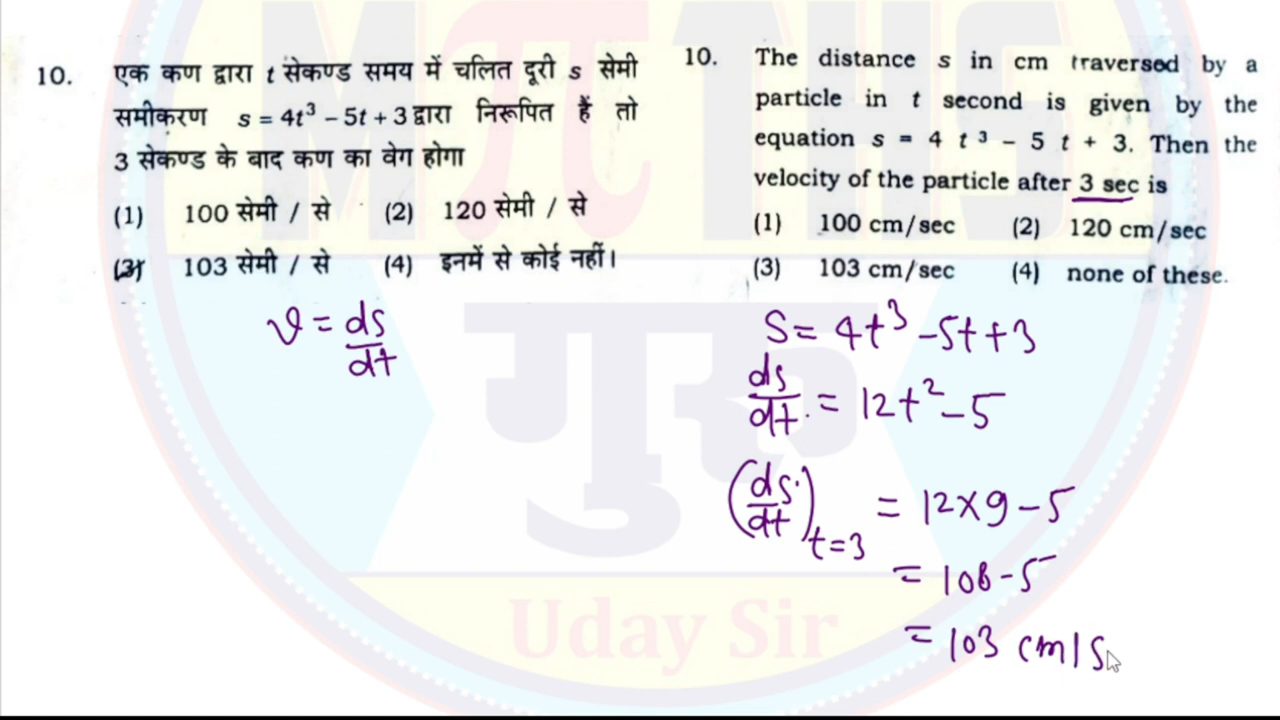 10. एक कण द्वारा t सेकण्ड समय में चलित दूरी s सेमी
समीकरण s = 4t³ – 5t + 3 द्वारा निरूपित हैं तो
3 सेकण्ड के बाद कण का वेग होगा
(1) 100 सेमी / से (2) 120 सेमी / से
(3) 103 सेमी / से (4) इनमें से कोई नहीं।
10. The distance s in cm traversed by a
particle in t second is given by the
equation s = 4 t ³ – 5 t + 3. Then the
velocity of the particle after 3 sec is
(1) 100 cm/sec (2) 120 cm/sec
(3) 103 cm/sec (4) none of these.
v = ds/dt
S = 4t³ - 5t + 3
ds/dt = 12t² - 5
(ds/dt) t=3 = 12×9 - 5
= 108 - 5
= 103 cm/s
MπTHS
गुरु
Uday Sir